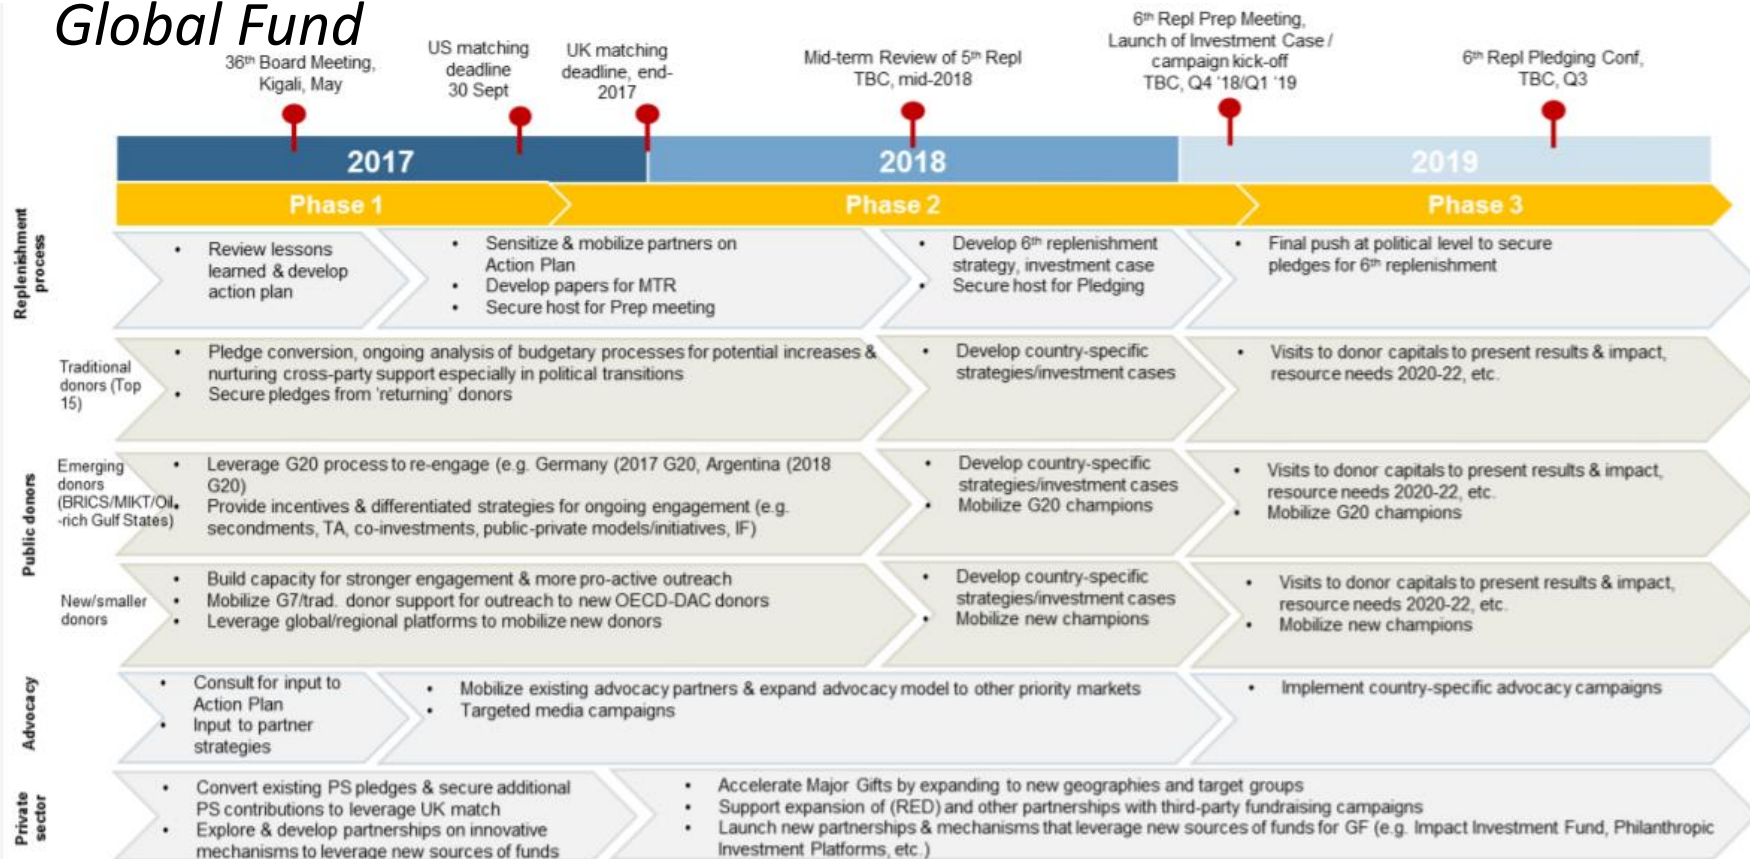 Global Fund
36th Board Meeting,
Kigali, May
US matching
deadline
30 Sept
UK matching
deadline, end-
2017
Mid-term Review of 5th Repl
TBC, mid-2018
6th Repl Prep Meeting,
Launch of Investment Case /
campaign kick-off
TBC, Q4 '18/Q1 '19
6th Repl Pledging Conf,
TBC, Q3
2017
2018
2019
Phase 1
Phase 2
Phase 3
Replenishment
process
• Review lessons
learned & develop
action plan
• Sensitize & mobilize partners on
Action Plan
• Develop papers for MTR
• Secure host for Prep meeting
• Develop 6th replenishment
strategy, investment case
• Secure host for Pledging
• Final push at political level to secure
pledges for 6th replenishment
Public donors
Traditional
donors (Top
15)
• Pledge conversion, ongoing analysis of budgetary processes for potential increases &
nurturing cross-party support especially in political transitions
• Secure pledges from 'returning' donors
• Develop country-specific
strategies/investment cases
• Visits to donor capitals to present results & impact,
resource needs 2020-22, etc.
Emerging
donors
(BRICS/MIKT/Oil
-rich Gulf States)
• Leverage G20 process to re-engage (e.g. Germany (2017 G20, Argentina (2018
G20)
• Provide incentives & differentiated strategies for ongoing engagement (e.g.
secondments, TA, co-investments, public-private models/initiatives, IF)
• Develop country-specific
strategies/investment cases
• Mobilize G20 champions
• Visits to donor capitals to present results & impact,
resource needs 2020-22, etc.
• Mobilize G20 champions
New/smaller
donors
• Build capacity for stronger engagement & more pro-active outreach
• Mobilize G7/trad. donor support for outreach to new OECD-DAC donors
• Leverage global/regional platforms to mobilize new donors
• Develop country-specific
strategies/investment cases
• Mobilize new champions
• Visits to donor capitals to present results & impact,
resource needs 2020-22, etc.
• Mobilize new champions
Advocacy
• Consult for input to
Action Plan
• Input to partner
strategies
• Mobilize existing advocacy partners & expand advocacy model to other priority markets
• Targeted media campaigns
• Implement country-specific advocacy campaigns
Private
sector
• Convert existing PS pledges & secure additional
PS contributions to leverage UK match
• Explore & develop partnerships on innovative
mechanisms to leverage new sources of funds
• Accelerate Major Gifts by expanding to new geographies and target groups
• Support expansion of (RED) and other partnerships with third-party fundraising campaigns
• Launch new partnerships & mechanisms that leverage new sources of funds for GF (e.g. Impact Investment Fund, Philanthropic
Investment Platforms, etc.)